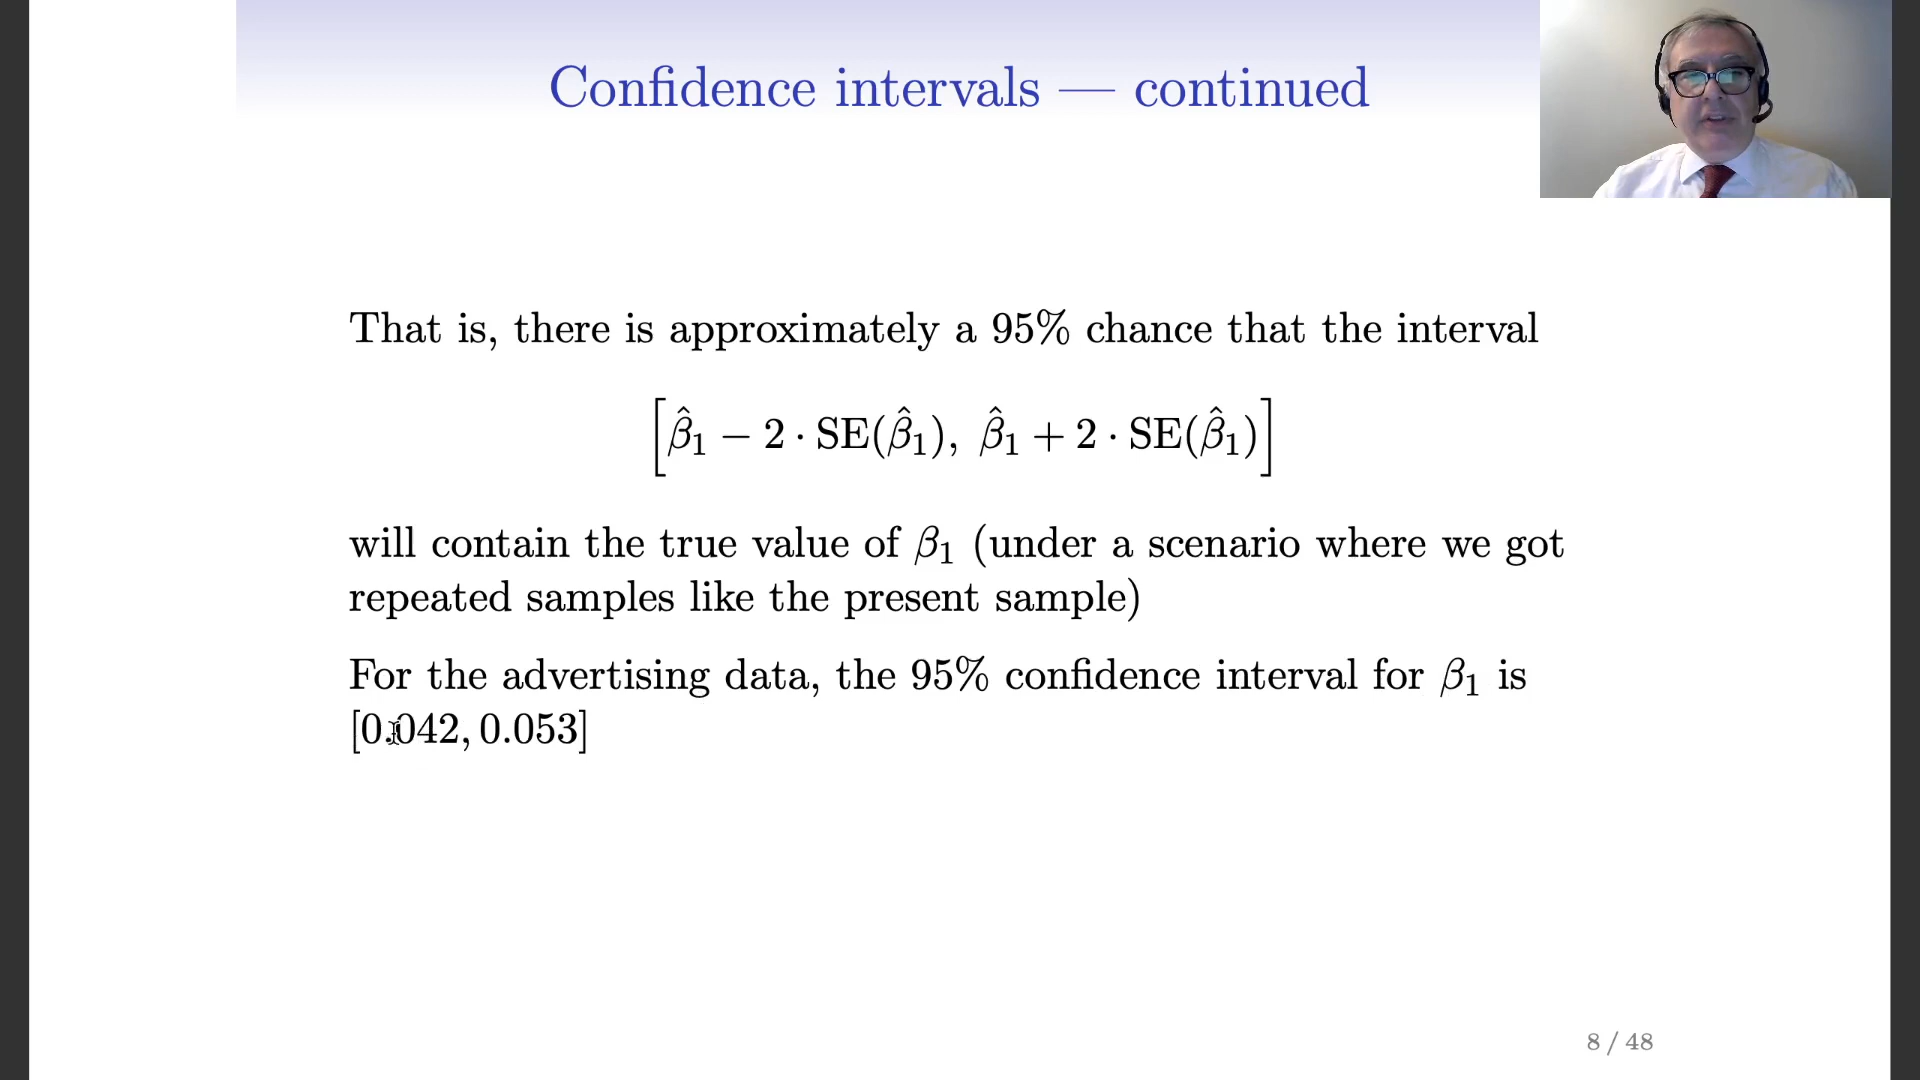 Confidence intervals — continued
That is, there is approximately a 95% chance that the interval
[β̂₁ − 2 · SE(β̂₁), β̂₁ + 2 · SE(β̂₁)]
will contain the true value of β₁ (under a scenario where we got
repeated samples like the present sample)
For the advertising data, the 95% confidence interval for β₁ is
[0.042, 0.053]
8 / 48